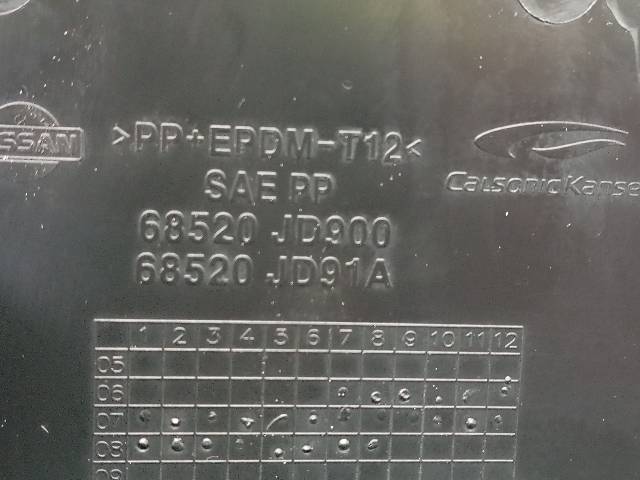 NISSAN >PP+EPDM-T12< CalsonicKansei
SAE PP
68520 JD900
68520 JD91A
1 2 3 4 5 6 7 8 9 10 11 12
05
06
07
08
09